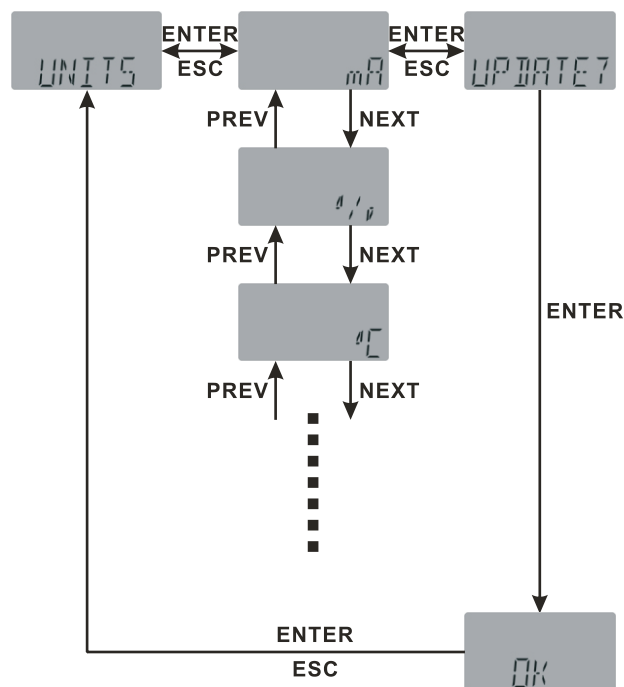 ENTER ENTER
UNITS ESC mA ESC UPDATE?
PREV NEXT
%
PREV NEXT
ENTER
°C
PREV NEXT
ENTER
ESC
OK